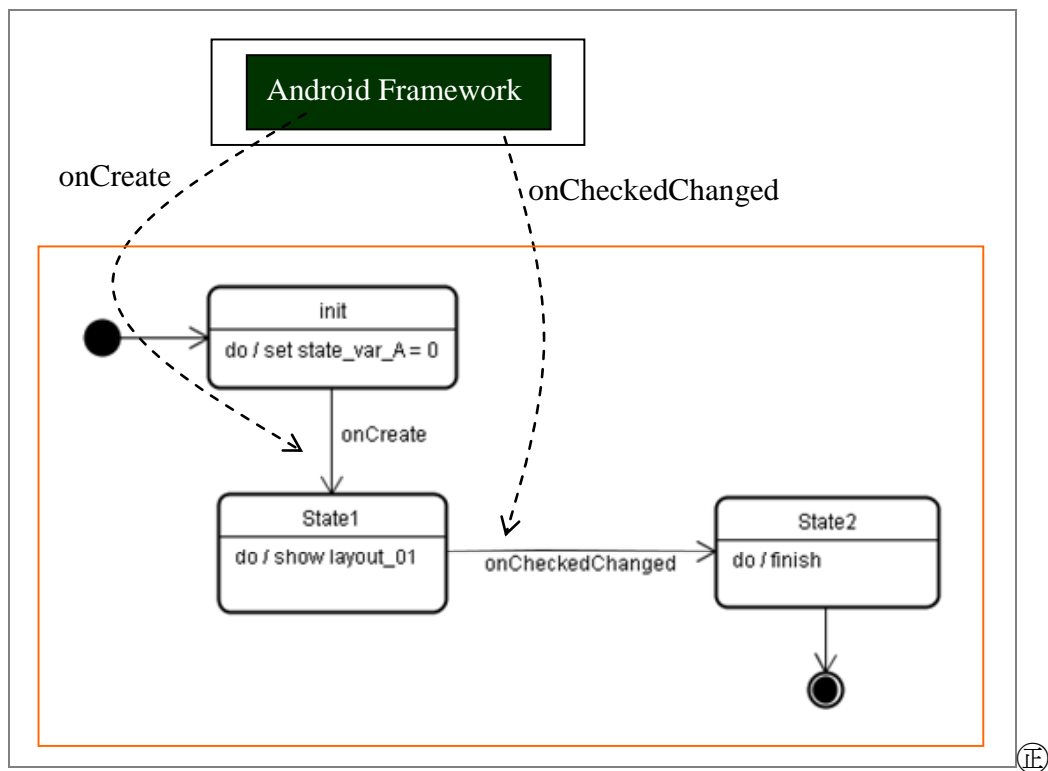 Android Framework
onCreate
onCheckedChanged
init
do / set state_var_A = 0
onCreate
State1
do / show layout_01
onCheckedChanged
State2
do / finish
㊣